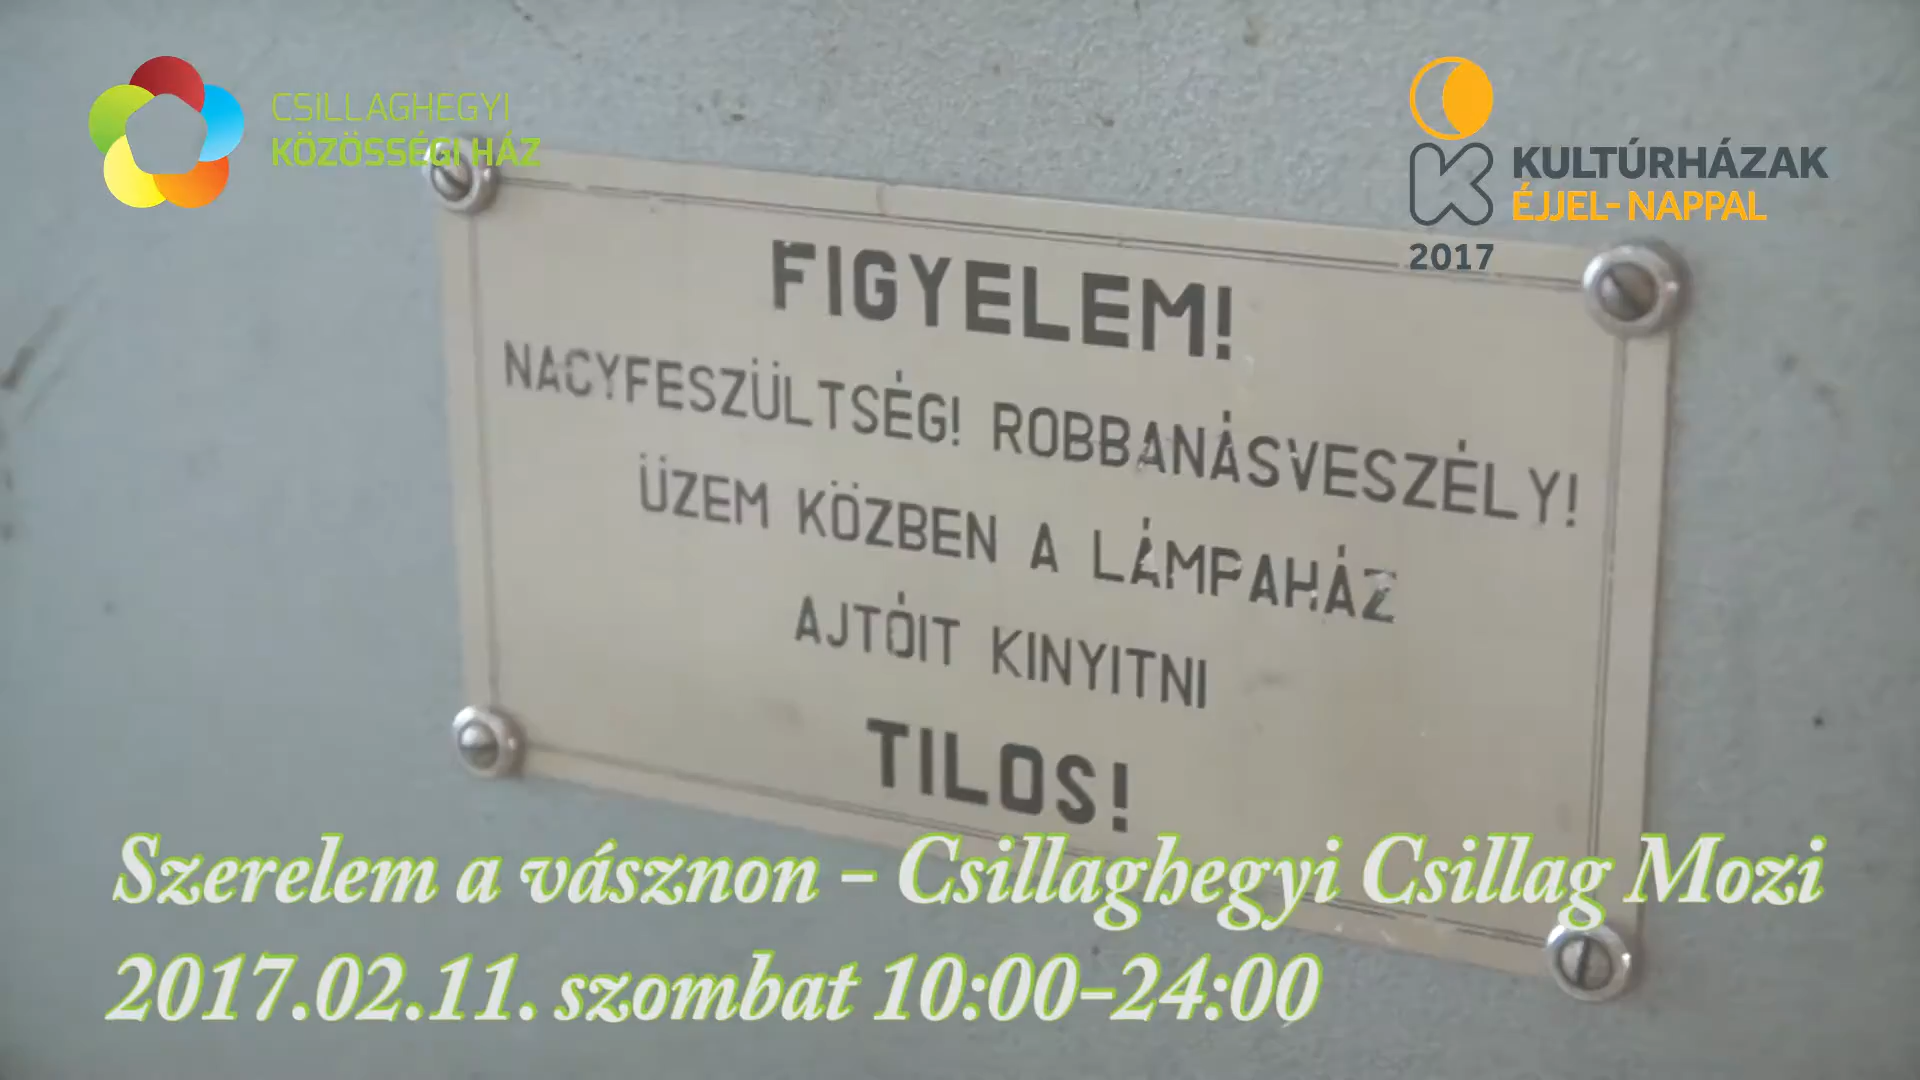 CSILLAGHEGYI
KÖZÖSSÉGI HÁZ
KULTÚRHÁZAK
ÉJJEL-NAPPAL
2017
FIGYELEM!
NAGYFESZÜLTSÉG! ROBBANÁSVESZÉLY!
ÜZEM KÖZBEN A LÁMPAHÁZ
AJTÓIT KINYITNI
TILOS!
Szerelem a vásznon - Csillaghegyi Csillag Mozi
2017.02.11. szombat 10:00-24:00